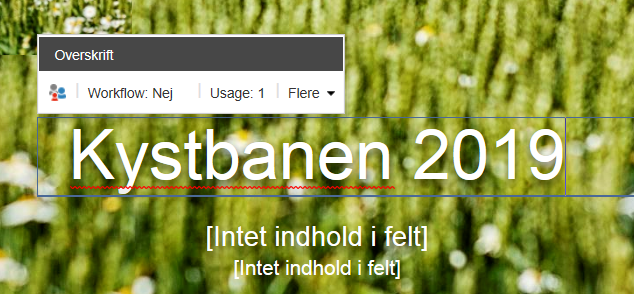 Overskrift
Workflow: Nej Usage: 1 Flere
Kystbanen 2019
[Intet indhold i felt]
[Intet indhold i felt]